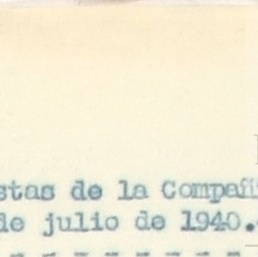 stas de la Compañí
de julio de 1940.-